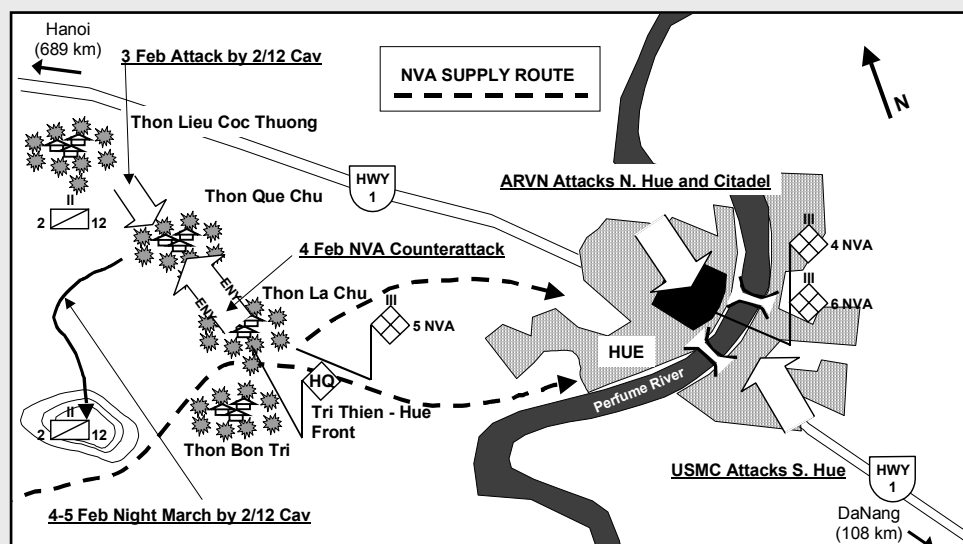 Hanoi
(689 km)
3 Feb Attack by 2/12 Cav
NVA SUPPLY ROUTE
N
Thon Lieu Coc Thuong
HWY
1
ARVN Attacks N. Hue and Citadel
II
2 12
Thon Que Chu
III
4 NVA
4 Feb NVA Counterattack
ENY
ENY
Thon La Chu
III
5 NVA
III
6 NVA
HUE
HQ
Tri Thien - Hue
Front
Perfume River
II
2 12
Thon Bon Tri
USMC Attacks S. Hue
HWY
1
4-5 Feb Night March by 2/12 Cav
DaNang
(108 km)